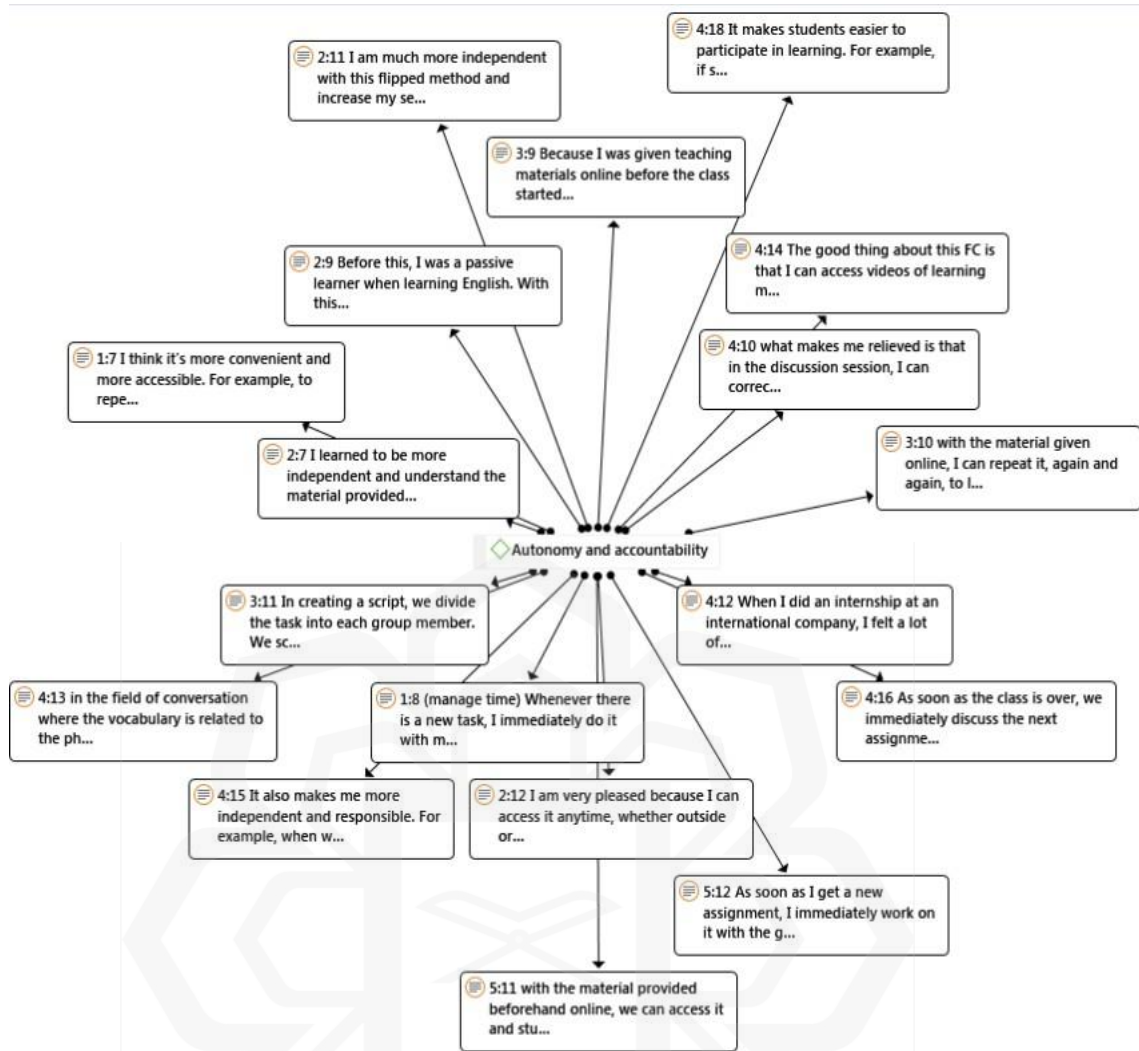 4:18 It makes students easier to
participate in learning. For example,
if s...
2:11 I am much more independent
with this flipped method and
increase my se...
3:9 Because I was given teaching
materials online before the class
started...
4:14 The good thing about this FC is
that I can access videos of learning
m...
2:9 Before this, I was a passive
learner when learning English. With
this...
4:10 what makes me relieved is that
in the discussion session, I can
correc...
1:7 I think it's more convenient and
more accessible. For example, to
repe...
3:10 with the material given
online, I can repeat it, again and
again, to l...
2:7 I learned to be more
independent and understand the
material provided...
Autonomy and accountability
3:11 In creating a script, we divide
the task into each group member.
We sc...
4:12 When I did an internship at an
international company, I felt a lot
of...
4:13 in the field of conversation
where the vocabulary is related to
the ph...
1:8 (manage time) Whenever there
is a new task, I immediately do it
with m...
4:16 As soon as the class is over, we
immediately discuss the next
assignme...
4:15 It also makes me more
independent and responsible. For
example, when w...
2:12 I am very pleased because I can
access it anytime, whether outside
or...
5:12 As soon as I get a new
assignment, I immediately work on
it with the g...
5:11 with the material provided
beforehand online, we can access it
and stu...